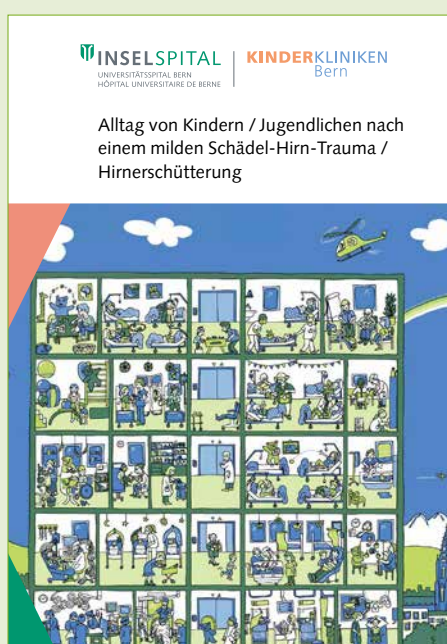 INSELSPITAL
UNIVERSITÄTSSPITAL BERN
HÔPITAL UNIVERSITAIRE DE BERNE
KINDERKLINIKEN
Bern
Alltag von Kindern / Jugendlichen nach
einem milden Schädel-Hirn-Trauma /
Hirnerschütterung